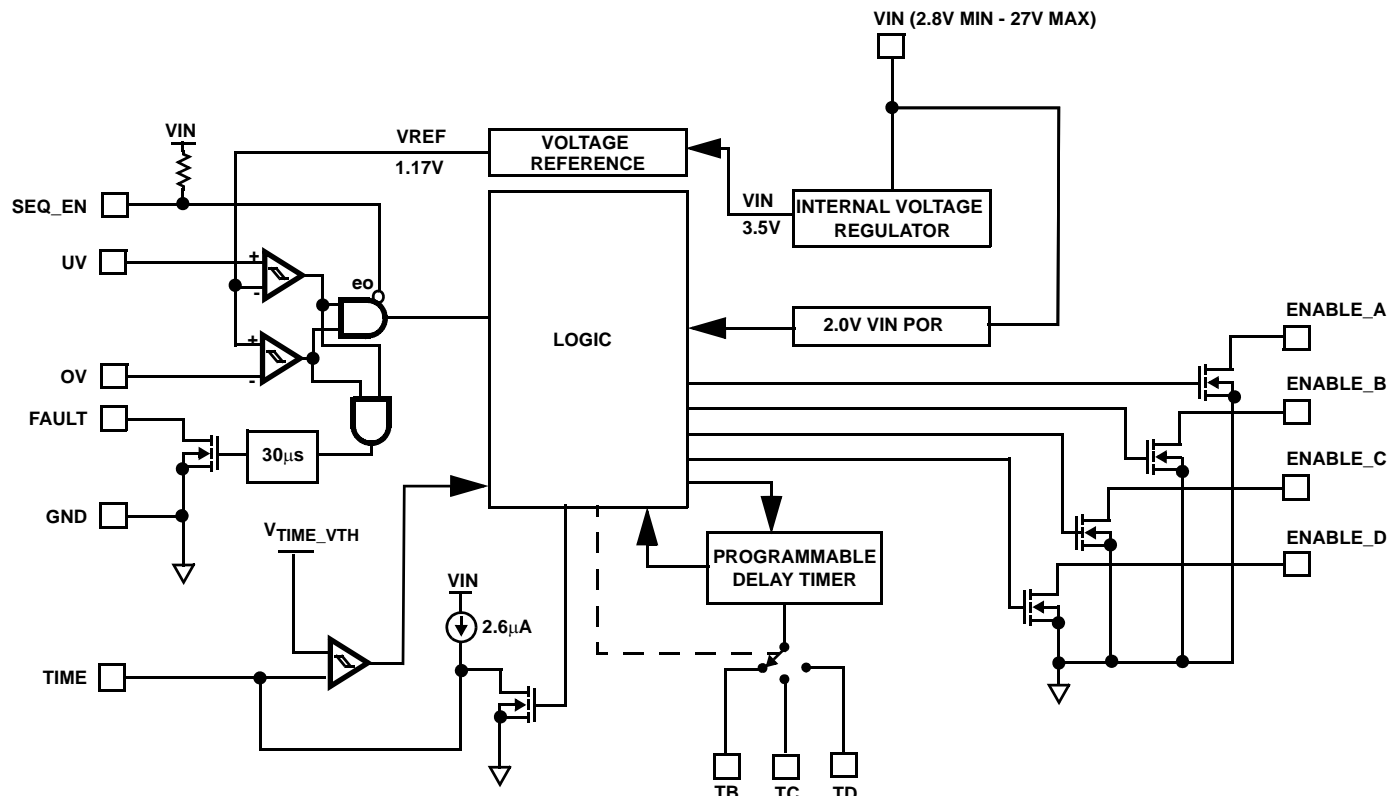 VIN (2.8V MIN - 27V MAX)
VIN
VREF
1.17V
VOLTAGE
REFERENCE
SEQ_EN
VIN
3.5V
INTERNAL VOLTAGE
REGULATOR
UV
+
-
eo
ENABLE_A
2.0V VIN POR
LOGIC
+
-
OV
ENABLE_B
FAULT
30μs
ENABLE_C
GND
VTIME_VTH
ENABLE_D
PROGRAMMABLE
DELAY TIMER
VIN
2.6μA
TIME
TB
TC
TD